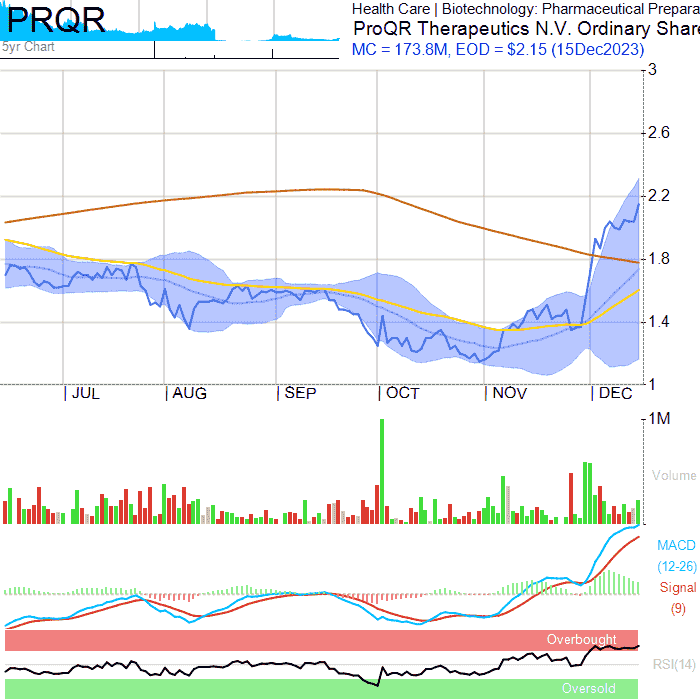 PRQR
5yr Chart
Health Care | Biotechnology: Pharmaceutical Prepara
ProQR Therapeutics N.V. Ordinary Share
MC = 173.8M, EOD = $2.15 (15Dec2023)
3
2.6
2.2
1.8
1.4
1
JUL AUG SEP OCT NOV DEC
1M
Volume
MACD
(12-26)
Signal
(9)
Overbought
RSI(14)
Oversold